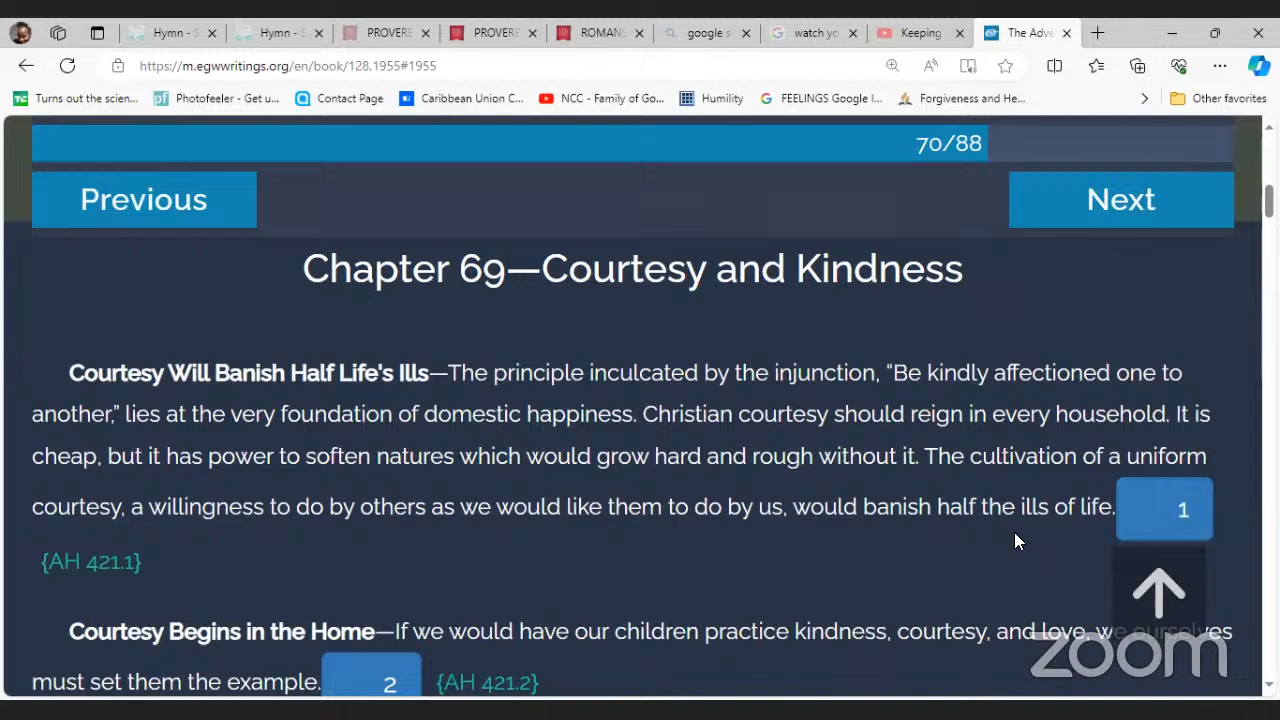 Hymn - S
Hymn - S
PROVERE
PROVERE
ROMANS
google s
watch yc
Keeping
The Adve
https://m.egwwritings.org/en/book/128.1955#1955
Turns out the scien...
Photofeeler - Get u...
Contact Page
Caribbean Union C...
NCC - Family of Go...
Humility
FEELINGS Google l...
Forgiveness and He...
Other favorites
70/88
Previous
Next
Chapter 69—Courtesy and Kindness
Courtesy Will Banish Half Life's Ills—The principle inculcated by the injunction, “Be kindly affectioned one to
another,” lies at the very foundation of domestic happiness. Christian courtesy should reign in every household. It is
cheap, but it has power to soften natures which would grow hard and rough without it. The cultivation of a uniform
courtesy, a willingness to do by others as we would like them to do by us, would banish half the ills of life. 1
{AH 421.1}
Courtesy Begins in the Home—If we would have our children practice kindness, courtesy, and love, we ourselves
must set them the example. 2 {AH 421.2}
zoom